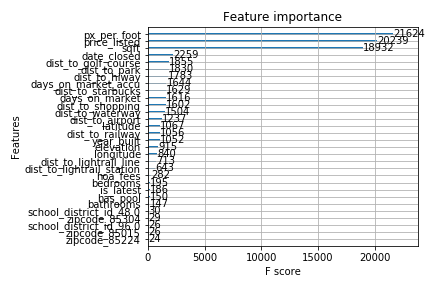 Feature importance
px_per_foot 21624
price_listed 20239
sqft 18932
date_closed 2259
dist_to_golf_course 1855
dist_to_park 1830
dist_to_hiway 1783
days_on_market_accu 1644
dist_to_starbucks 1629
days_on_market 1616
dist_to_shopping 1602
dist_to_waterway 1504
dist_to_airport 1237
latitude 1067
dist_to_railway 1056
year_built 1052
elevation 915
longitude 840
dist_to_lightrail_line 713
dist_to_lightrail_station 643
hoa_fees 282
bedrooms 195
is_latest 186
has_pool 150
bathrooms 147
school_district_id_48.0 30
zipcode_85304 29
school_district_id_96.0 26
zipcode_85015 26
zipcode_85224 24
Features
0 5000 10000 15000 20000
F score